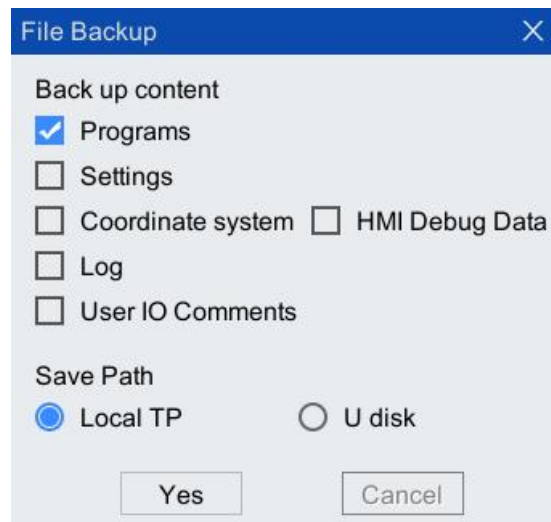 File Backup
Back up content
Programs
Settings
Coordinate system HMI Debug Data
Log
User IO Comments
Save Path
Local TP U disk
Yes Cancel